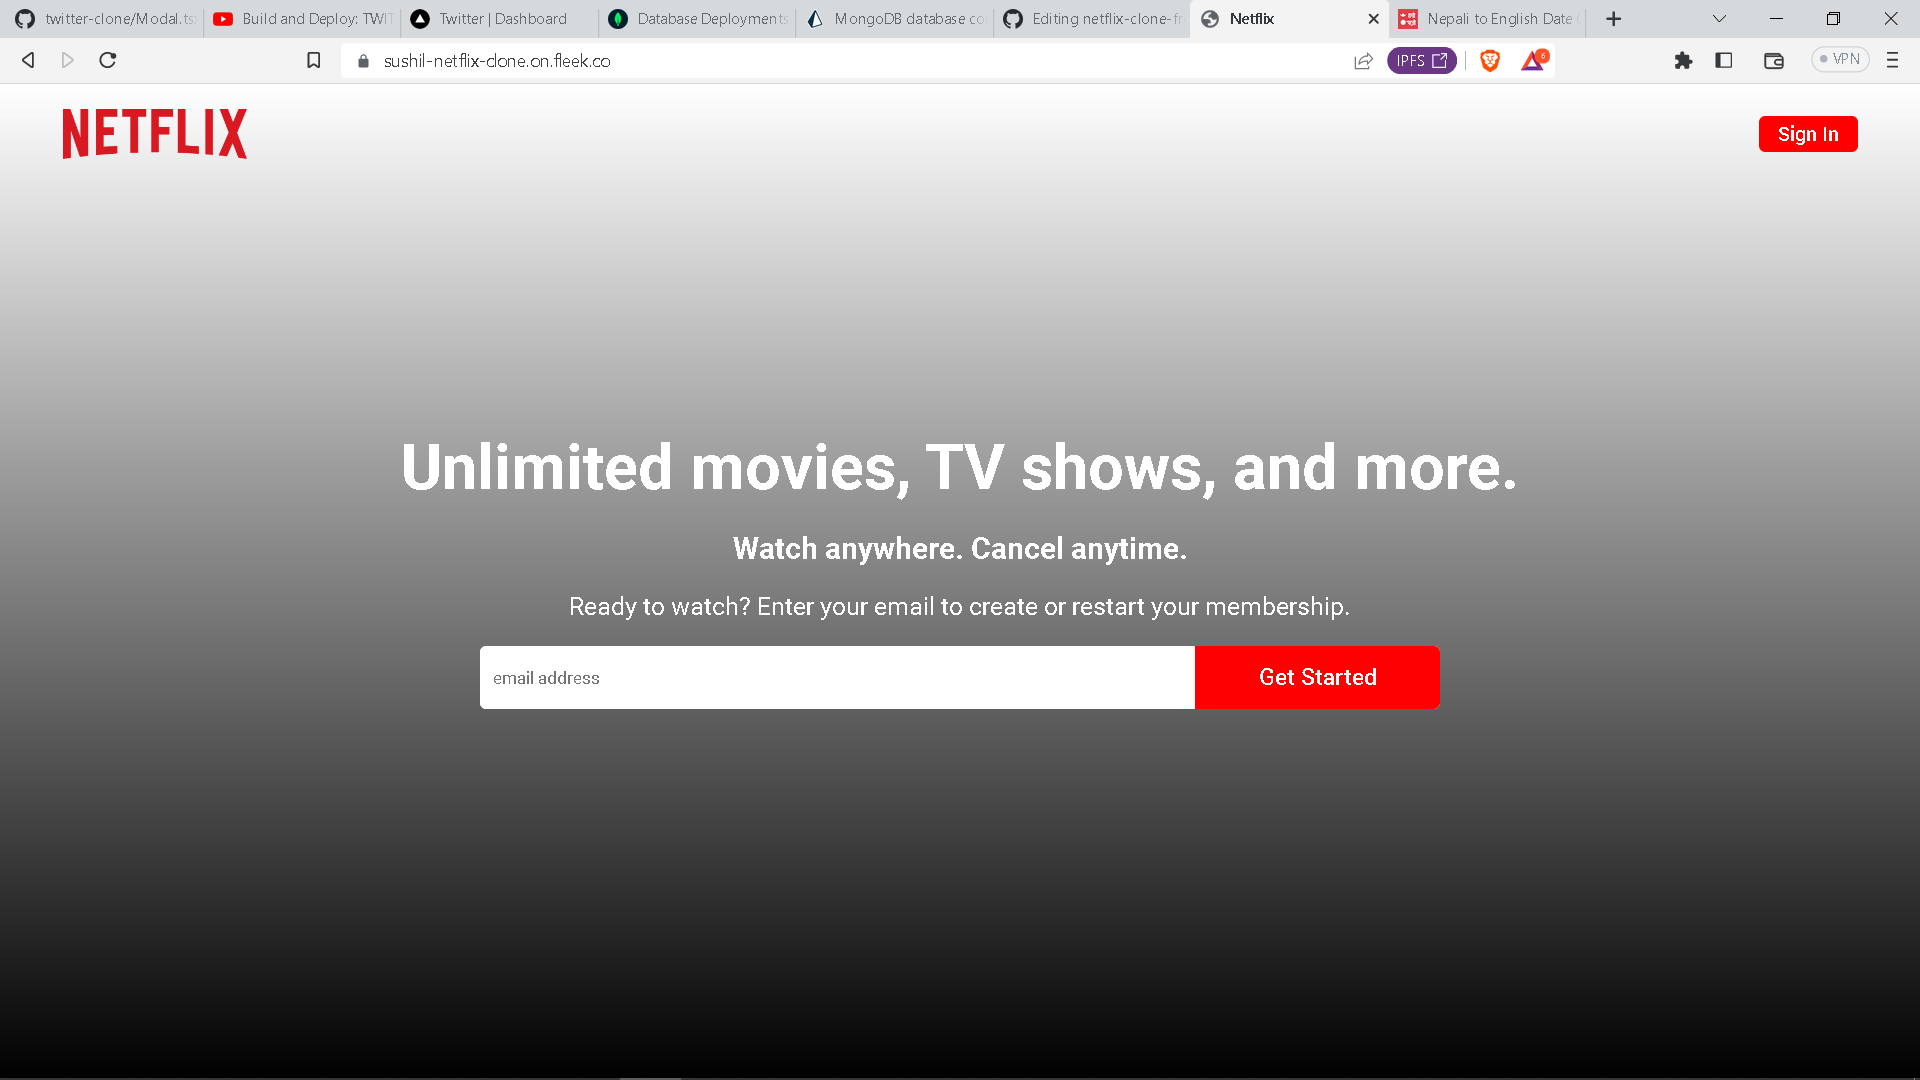 twitter-clone/Modal.ts
Build and Deploy: TWIT
Twitter | Dashboard
Database Deployments
MongoDB database co
Editing netflix-clone-fr
Netflix
Nepali to English Date
sushil-netflix-clone.on.fleek.co
IPFS
6
VPN
NETFLIX
Sign In
Unlimited movies, TV shows, and more.
Watch anywhere. Cancel anytime.
Ready to watch? Enter your email to create or restart your membership.
email address
Get Started